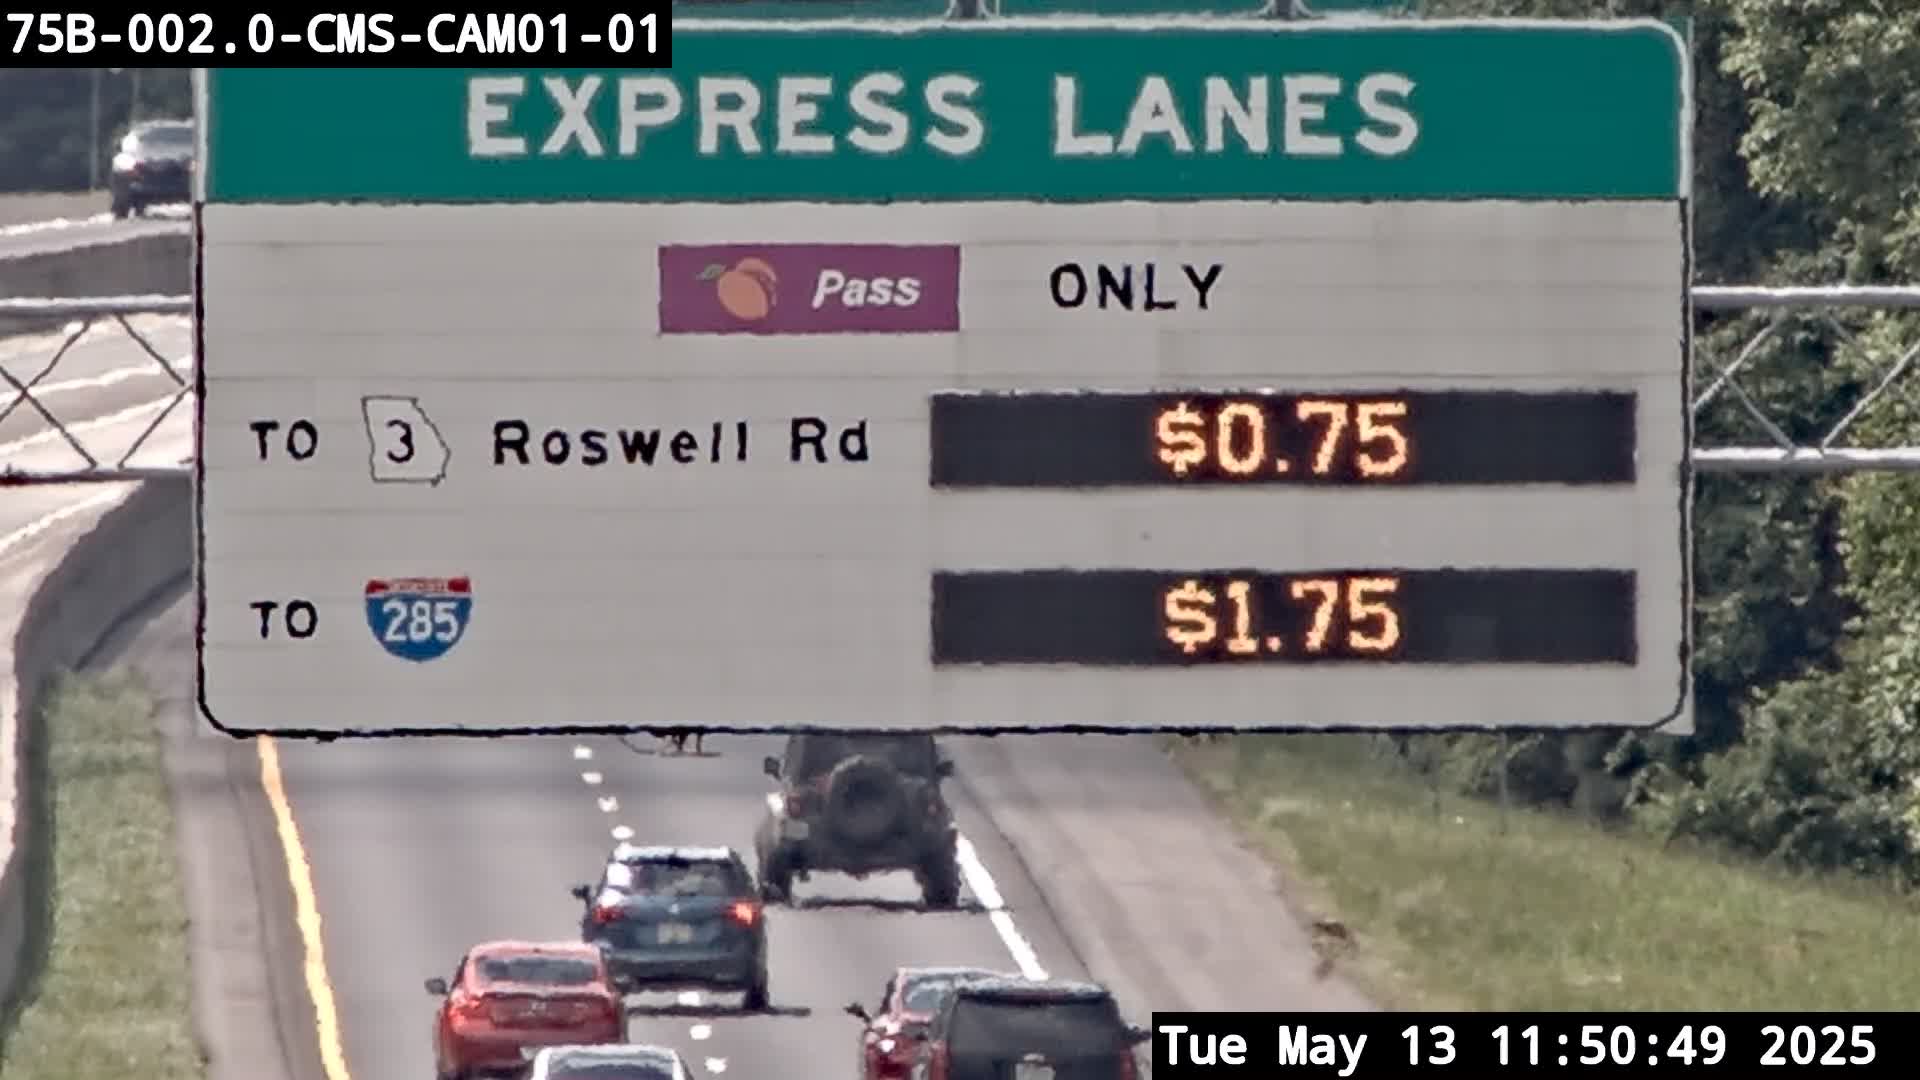 75B-002.0-CMS-CAM01-01
EXPRESS LANES
Pass ONLY
TO 3 Roswell Rd $0.75
TO 285 $1.75
Tue May 13 11:50:49 2025